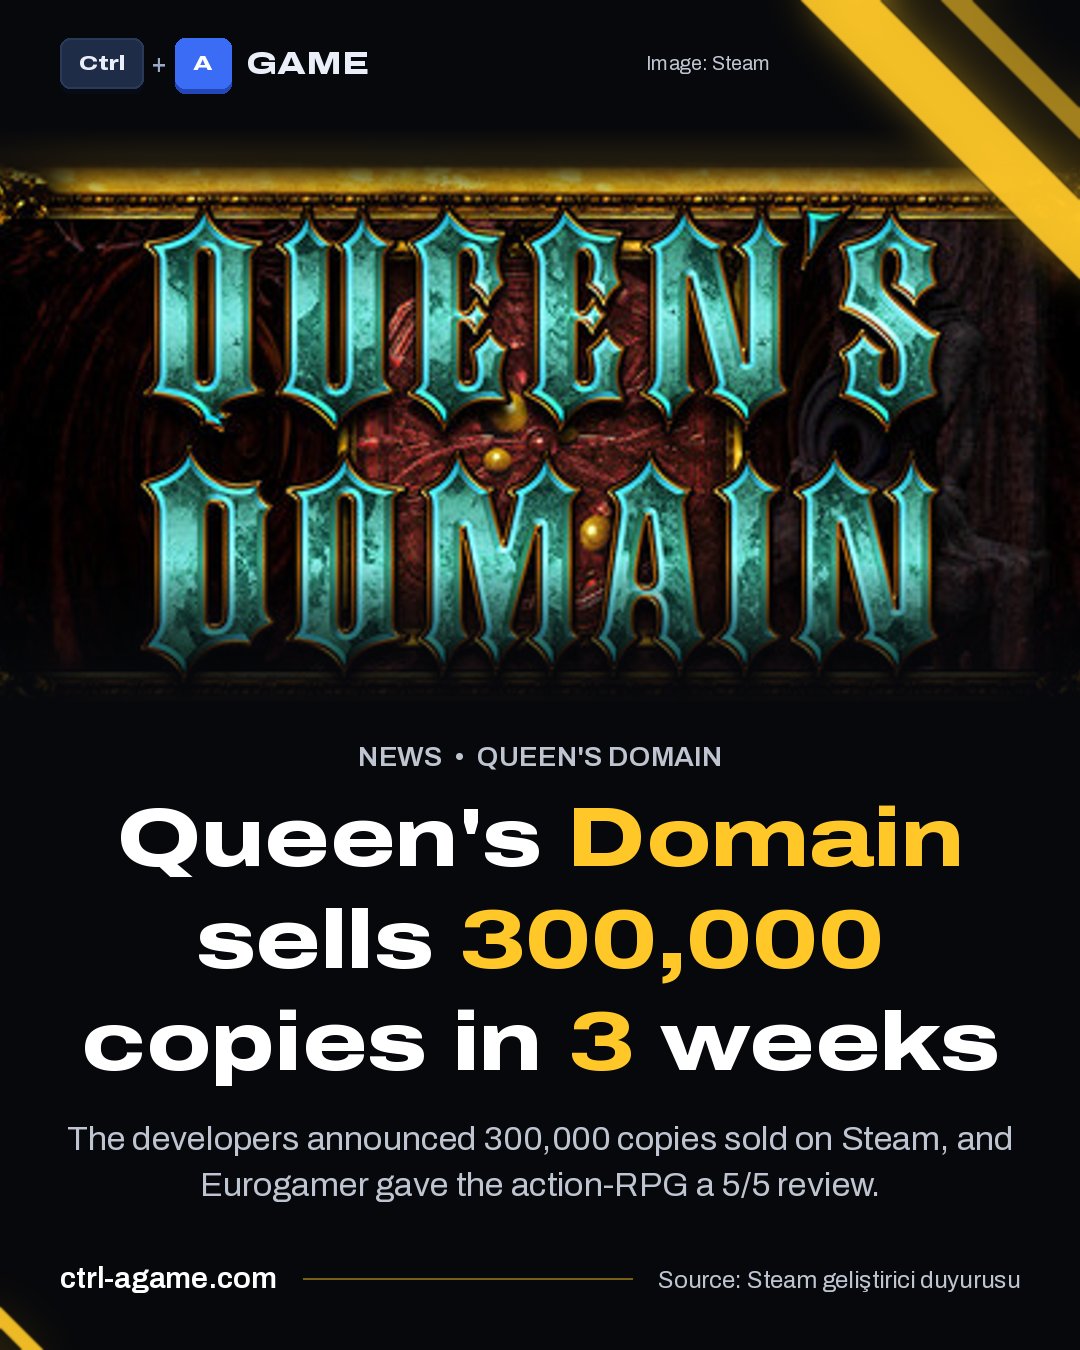 Ctrl + A GAME
Image: Steam
QUEEN'S
DOMAIN
NEWS • QUEEN'S DOMAIN
Queen's Domain
sells 300,000
copies in 3 weeks
The developers announced 300,000 copies sold on Steam, and
Eurogamer gave the action-RPG a 5/5 review.
ctrl-agame.com
Source: Steam geliştirici duyurusu